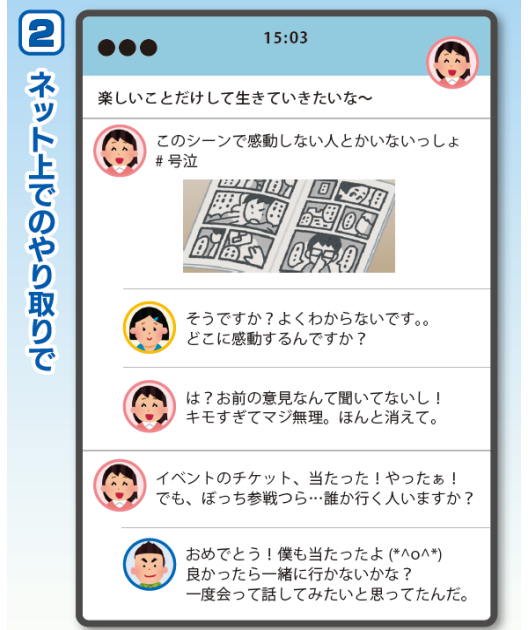 2
ネット上でのやり取りで
15:03
楽しいことだけして生きていきたいな〜
このシーンで感動しない人とかいないっしょ
# 号泣
そうですか？よくわからないです。。
どこに感動するんですか？
は？お前の意見なんて聞いてないし！
キモすぎてマジ無理。ほんと消えて。
イベントのチケット、当たった！やったぁ！
でも、ぼっち参戦つら…誰か行く人いますか？
おめでとう！僕も当たったよ (*^o^*)
良かったら一緒に行かないかな？
一度会って話してみたいと思ってたんだ。